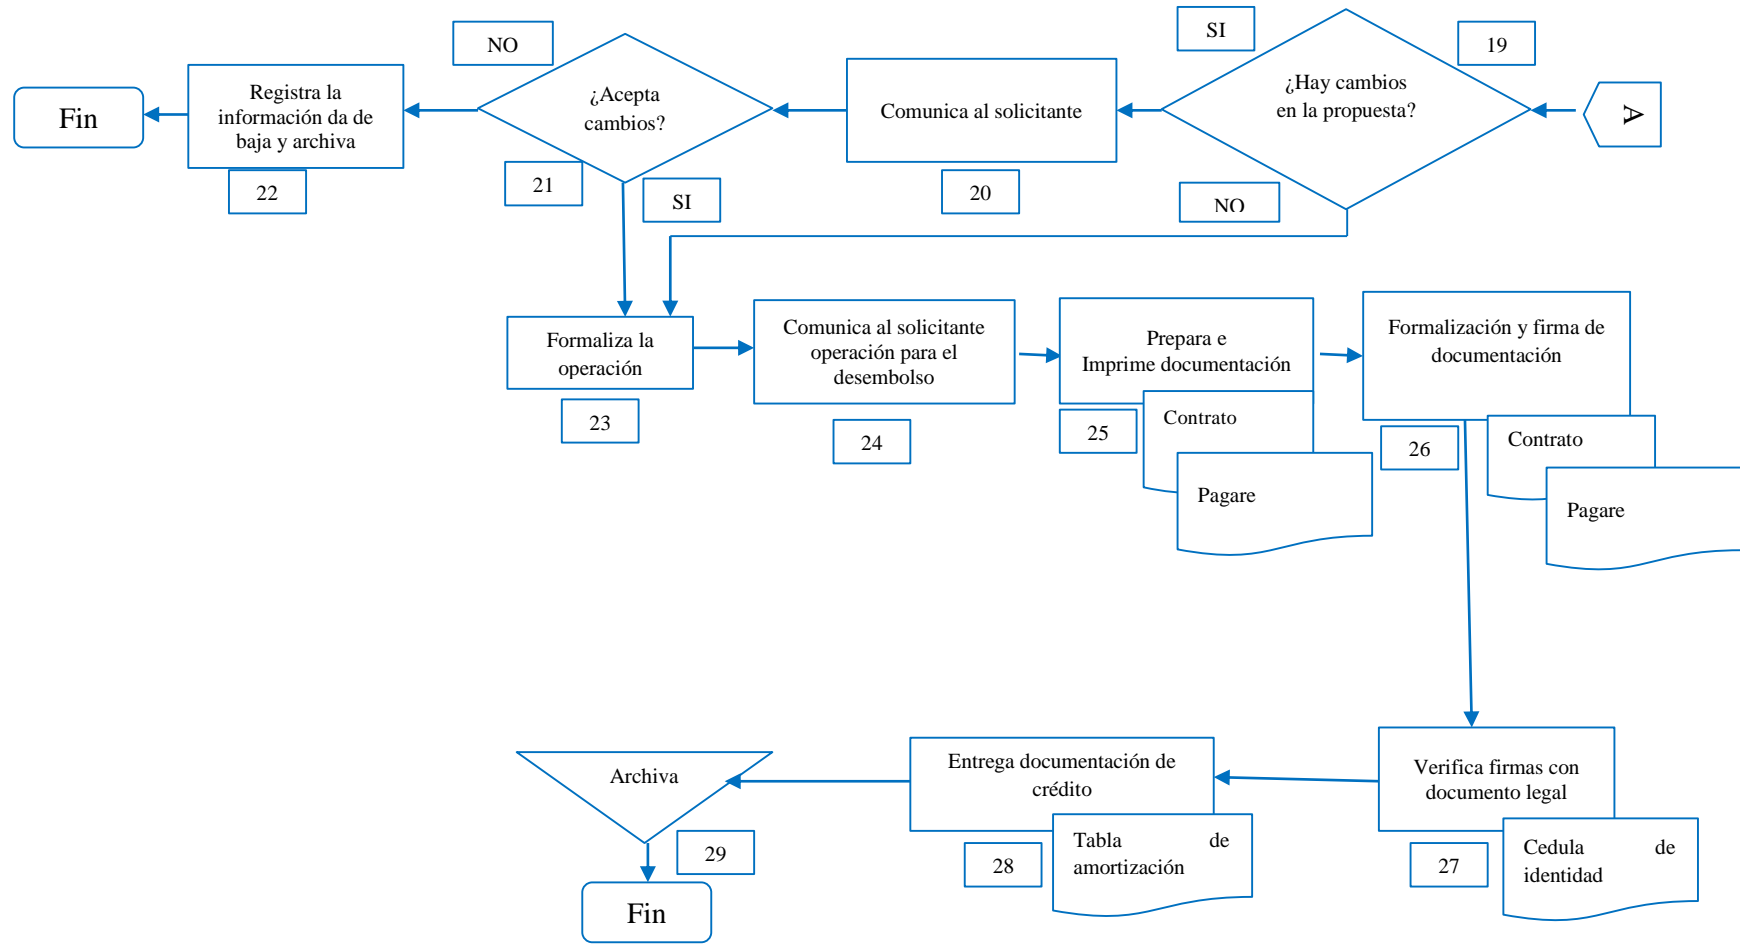 NO
SI
19
¿Hay cambios
en la propuesta?
A
Comunica al solicitante
20
NO
¿Acepta
cambios?
21
SI
Registra la
información da de
baja y archiva
22
Fin
Formaliza la
operación
23
Comunica al solicitante
operación para el
desembolso
24
Prepara e
Imprime documentación
25
Contrato
Pagare
Formalización y firma de
documentación
26
Contrato
Pagare
Verifica firmas con
documento legal
27
Cedula de
identidad
Entrega documentación de
crédito
28
Tabla de
amortización
Archiva
29
Fin